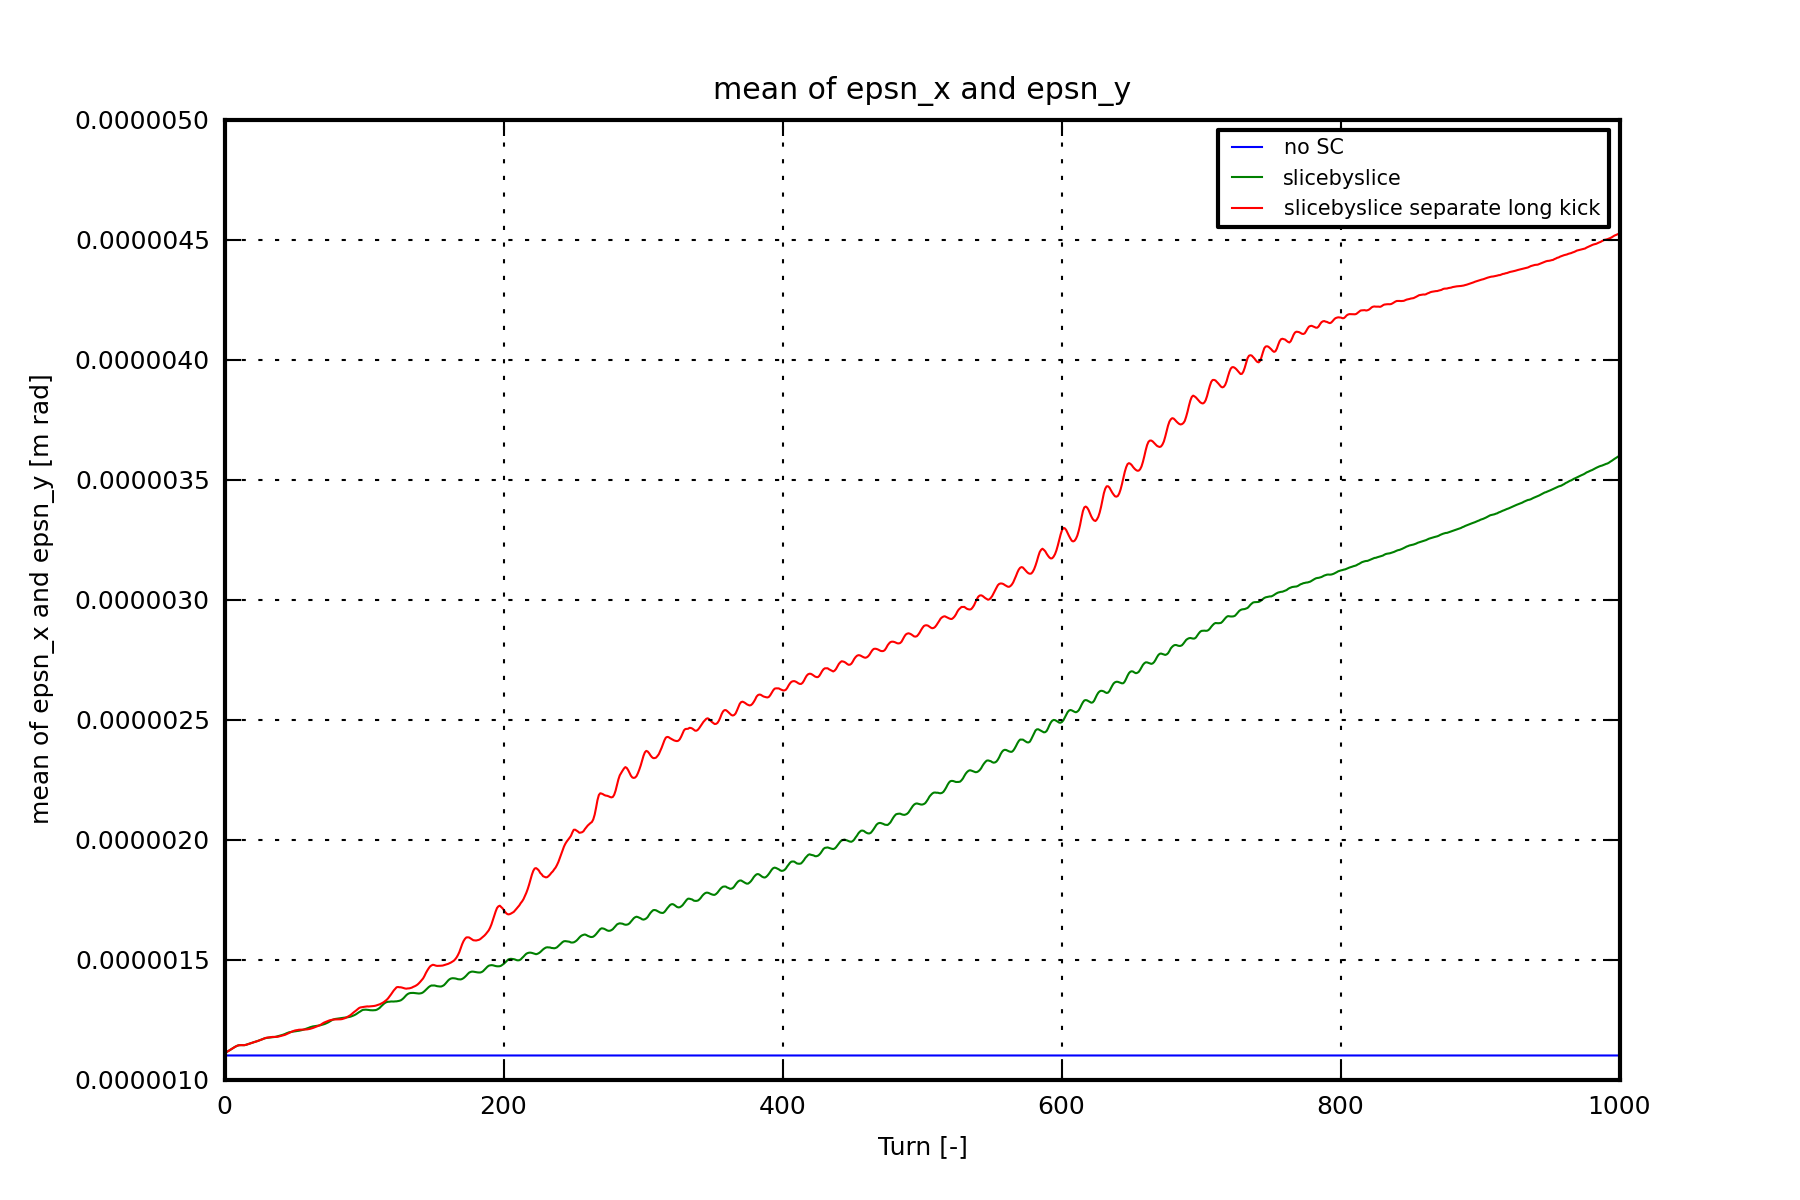 mean of epsn_x and epsn_y
no SC
slicebyslice
slicebyslice separate long kick
mean of epsn_x and epsn_y [m rad]
0.0000050
0.0000045
0.0000040
0.0000035
0.0000030
0.0000025
0.0000020
0.0000015
0.0000010
0 200 400 600 800 1000
Turn [-]